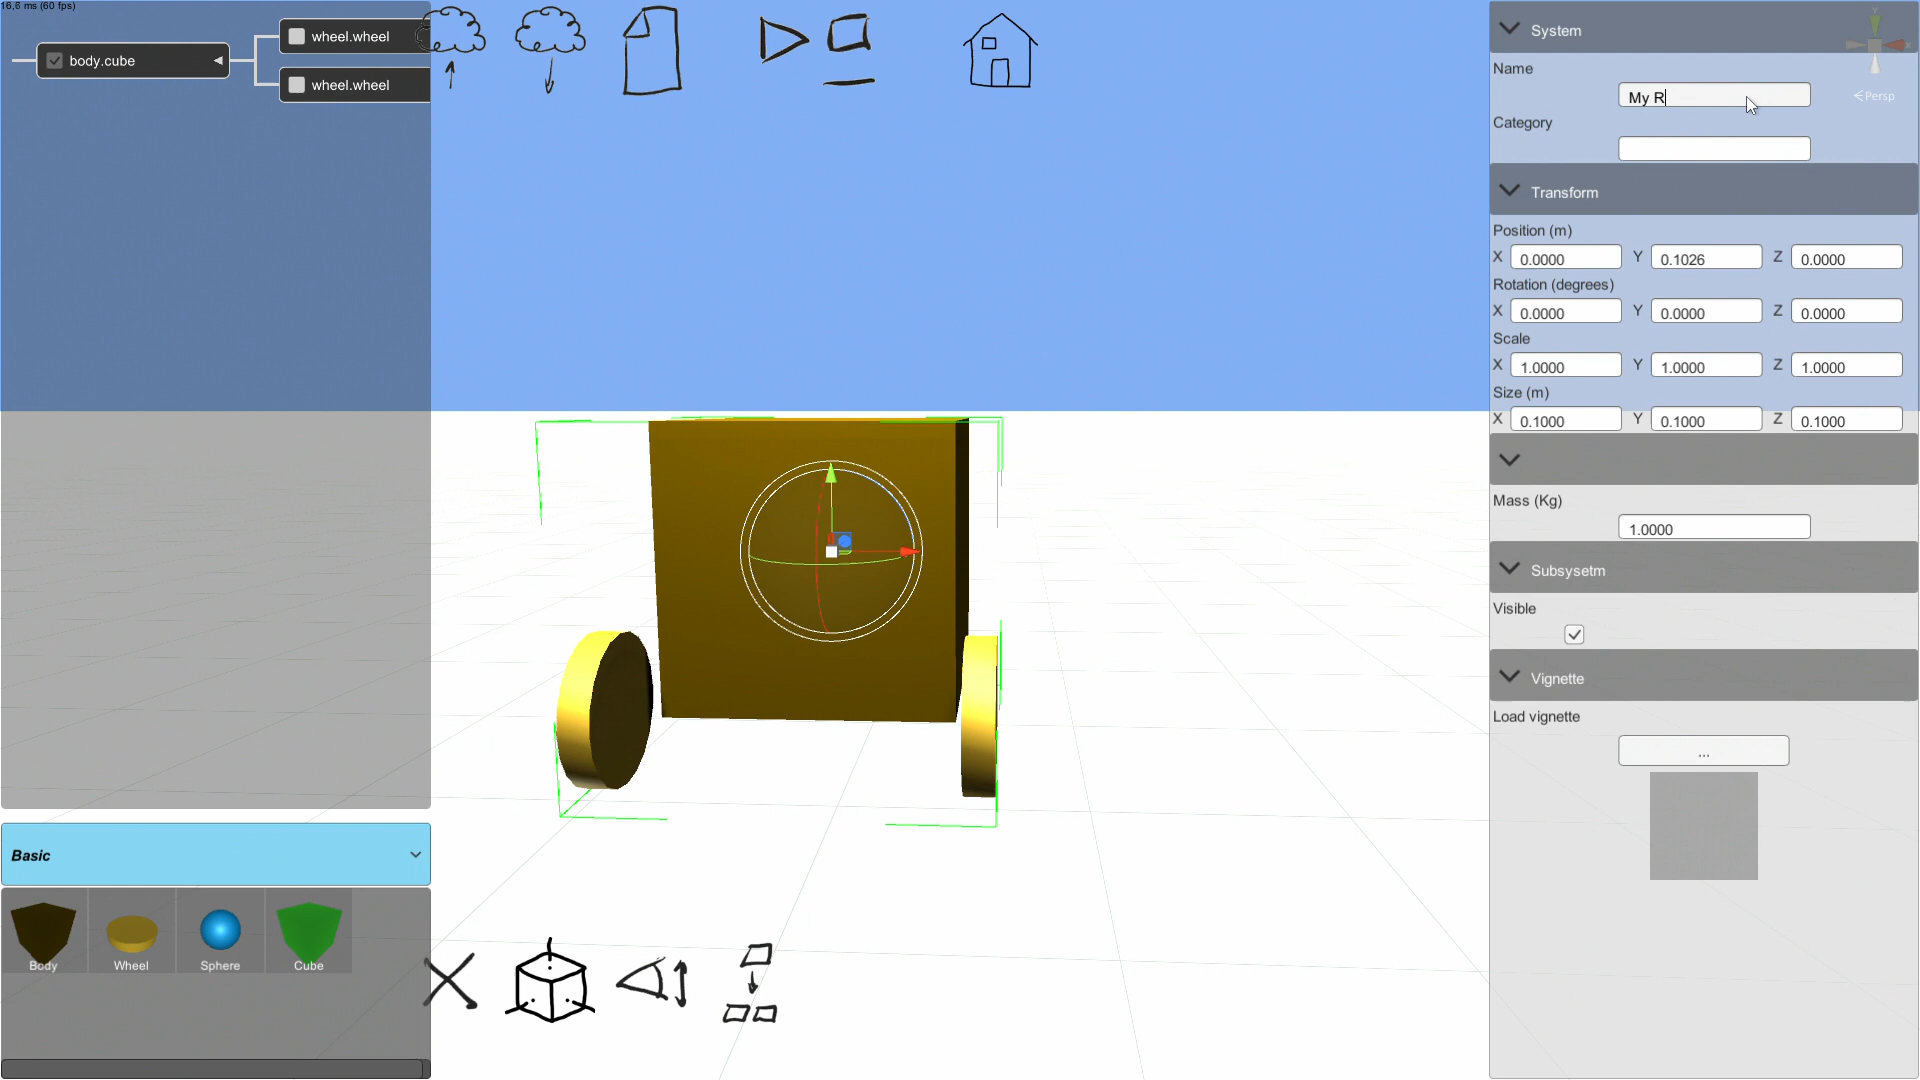 16,6 ms (60 fps)
body.cube
wheel.wheel
wheel.wheel
System
Name
My R
Persp
Category
Transform
Position (m)
X 0.0000 Y 0.1026 Z 0.0000
Rotation (degrees)
X 0.0000 Y 0.0000 Z 0.0000
Scale
X 1.0000 Y 1.0000 Z 1.0000
Size (m)
X 0.1000 Y 0.1000 Z 0.1000
Mass (Kg)
1.0000
Subsysetm
Visible
Vignette
Load vignette
...
Basic
Body Wheel Sphere Cube